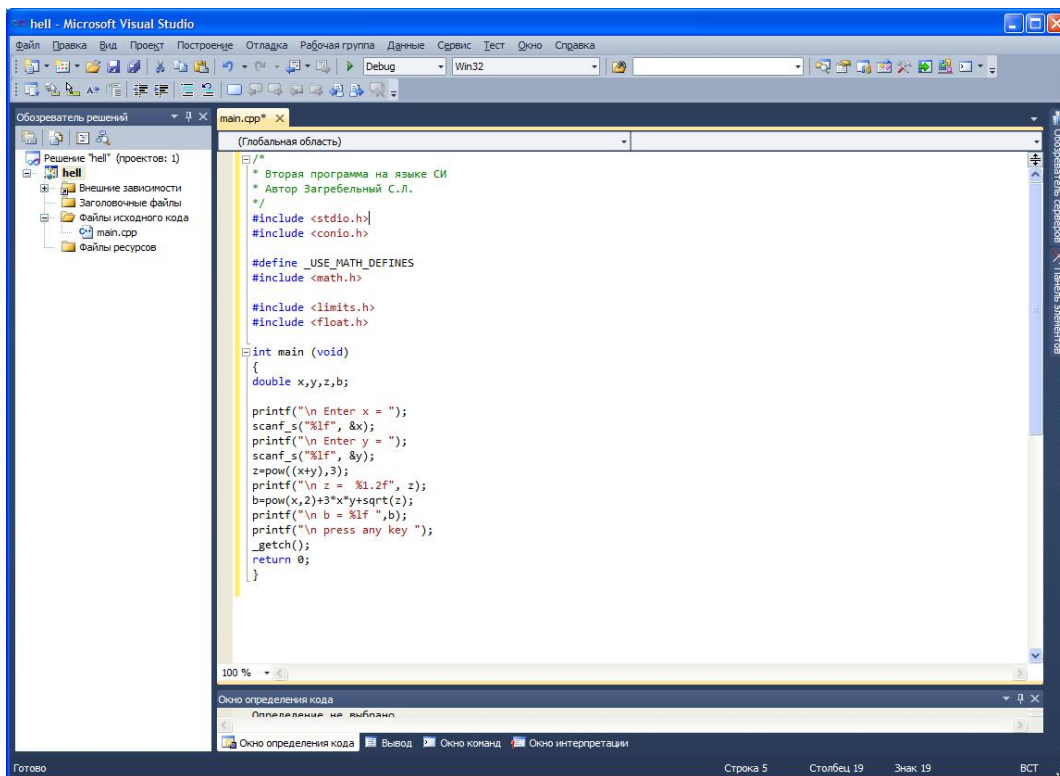 hell - Microsoft Visual Studio
Файл Правка Вид Проект Построение Отладка Рабочая группа Данные Сервис Тест Окно Справка
Debug Win32
Обозреватель решений
main.cpp*
(Глобальная область)
Решение "hell" (проектов: 1)
hell
Внешние зависимости
Заголовочные файлы
Файлы исходного кода
main.cpp
Файлы ресурсов
/*
* Вторая программа на языке СИ
* Автор Загребельный С.Л.
*/
#include <stdio.h>
#include <conio.h>
#define _USE_MATH_DEFINES
#include <math.h>
#include <limits.h>
#include <float.h>
int main (void)
{
double x,y,z,b;
printf("\n Enter x = ");
scanf_s("%lf", &x);
printf("\n Enter y = ");
scanf_s("%lf", &y);
z=pow((x+y),3);
printf("\n z =  %1.2f", z);
b=pow(x,2)+3*x*y+sqrt(z);
printf("\n b = %lf ",b);
printf("\n press any key ");
_getch();
return 0;
}
100 %
Обозреватель серверов
Панель элементов
Окно определения кода
Определение не выбрано
Окно определения кода Вывод Окно команд Окно интерпретации
Готово Строка 5 Столбец 19 Знак 19 ВСТ